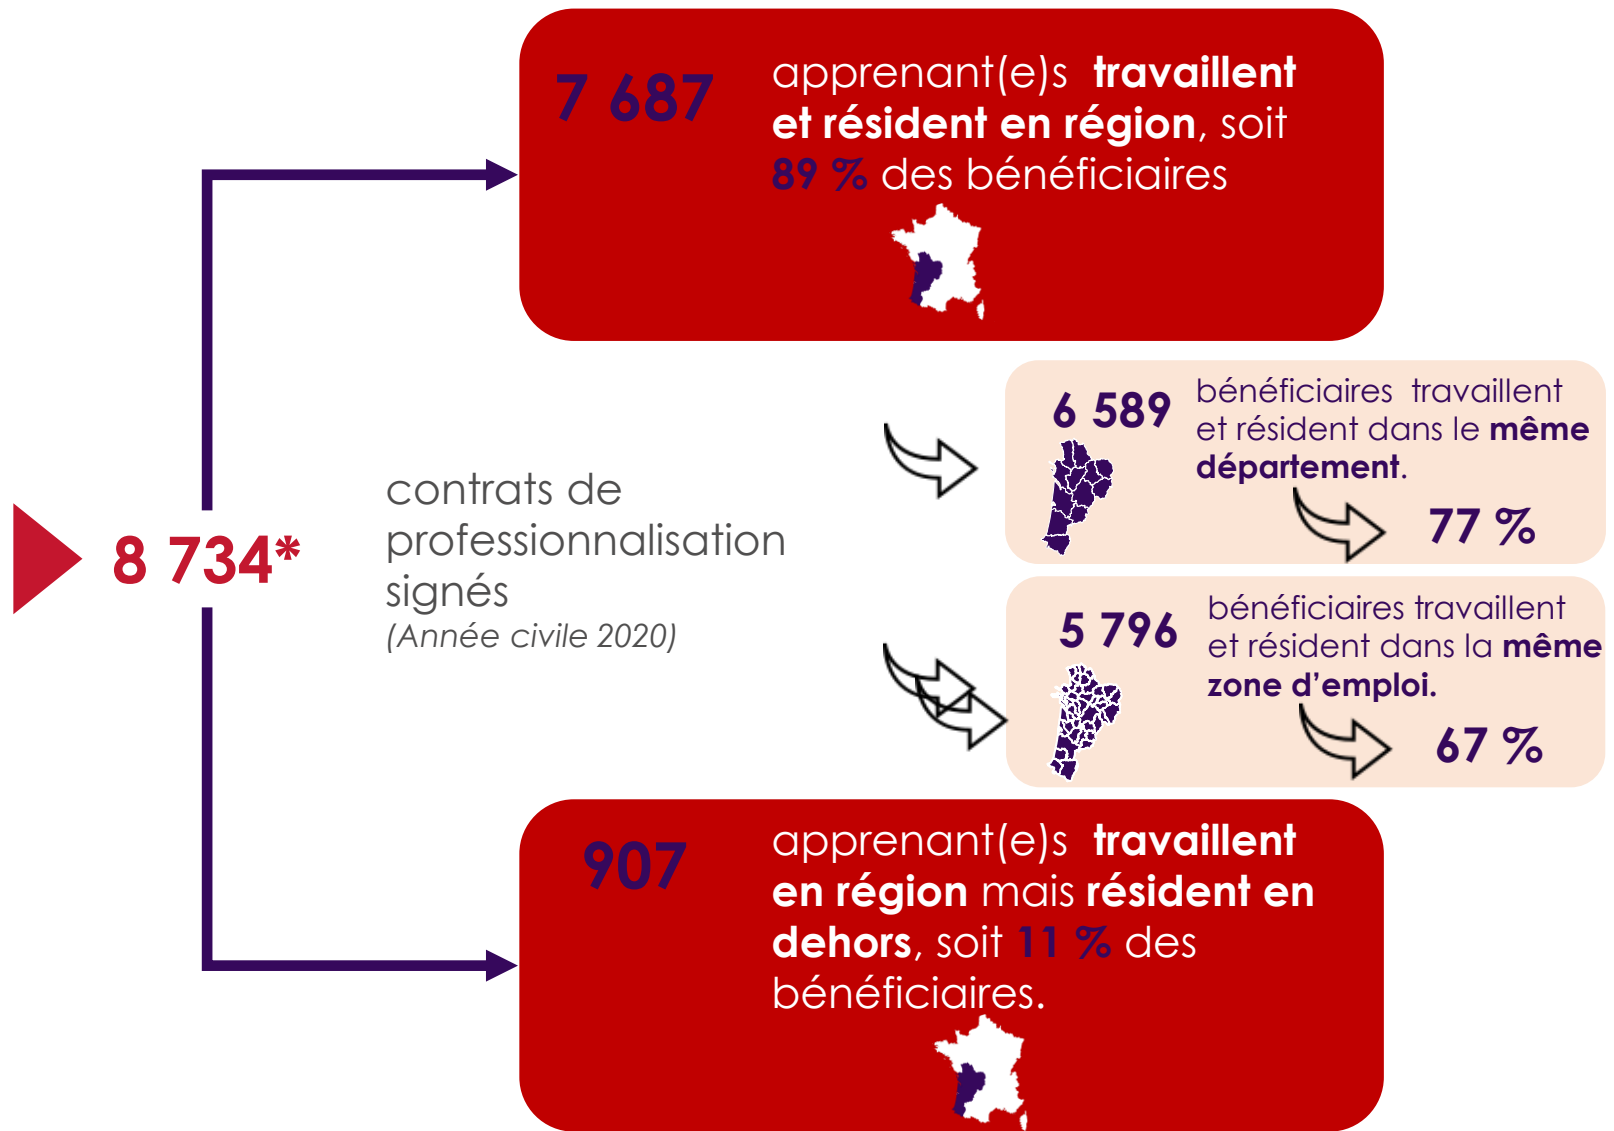 7 687
apprenant(e)s travaillent
et résident en région, soit
89 % des bénéficiaires
6 589
bénéficiaires travaillent
et résident dans le même
département.
77 %
8 734*
contrats de
professionnalisation
signés
(Année civile 2020)
5 796
bénéficiaires travaillent
et résident dans la même
zone d'emploi.
67 %
907
apprenant(e)s travaillent
en région mais résident en
dehors, soit 11 % des
bénéficiaires.